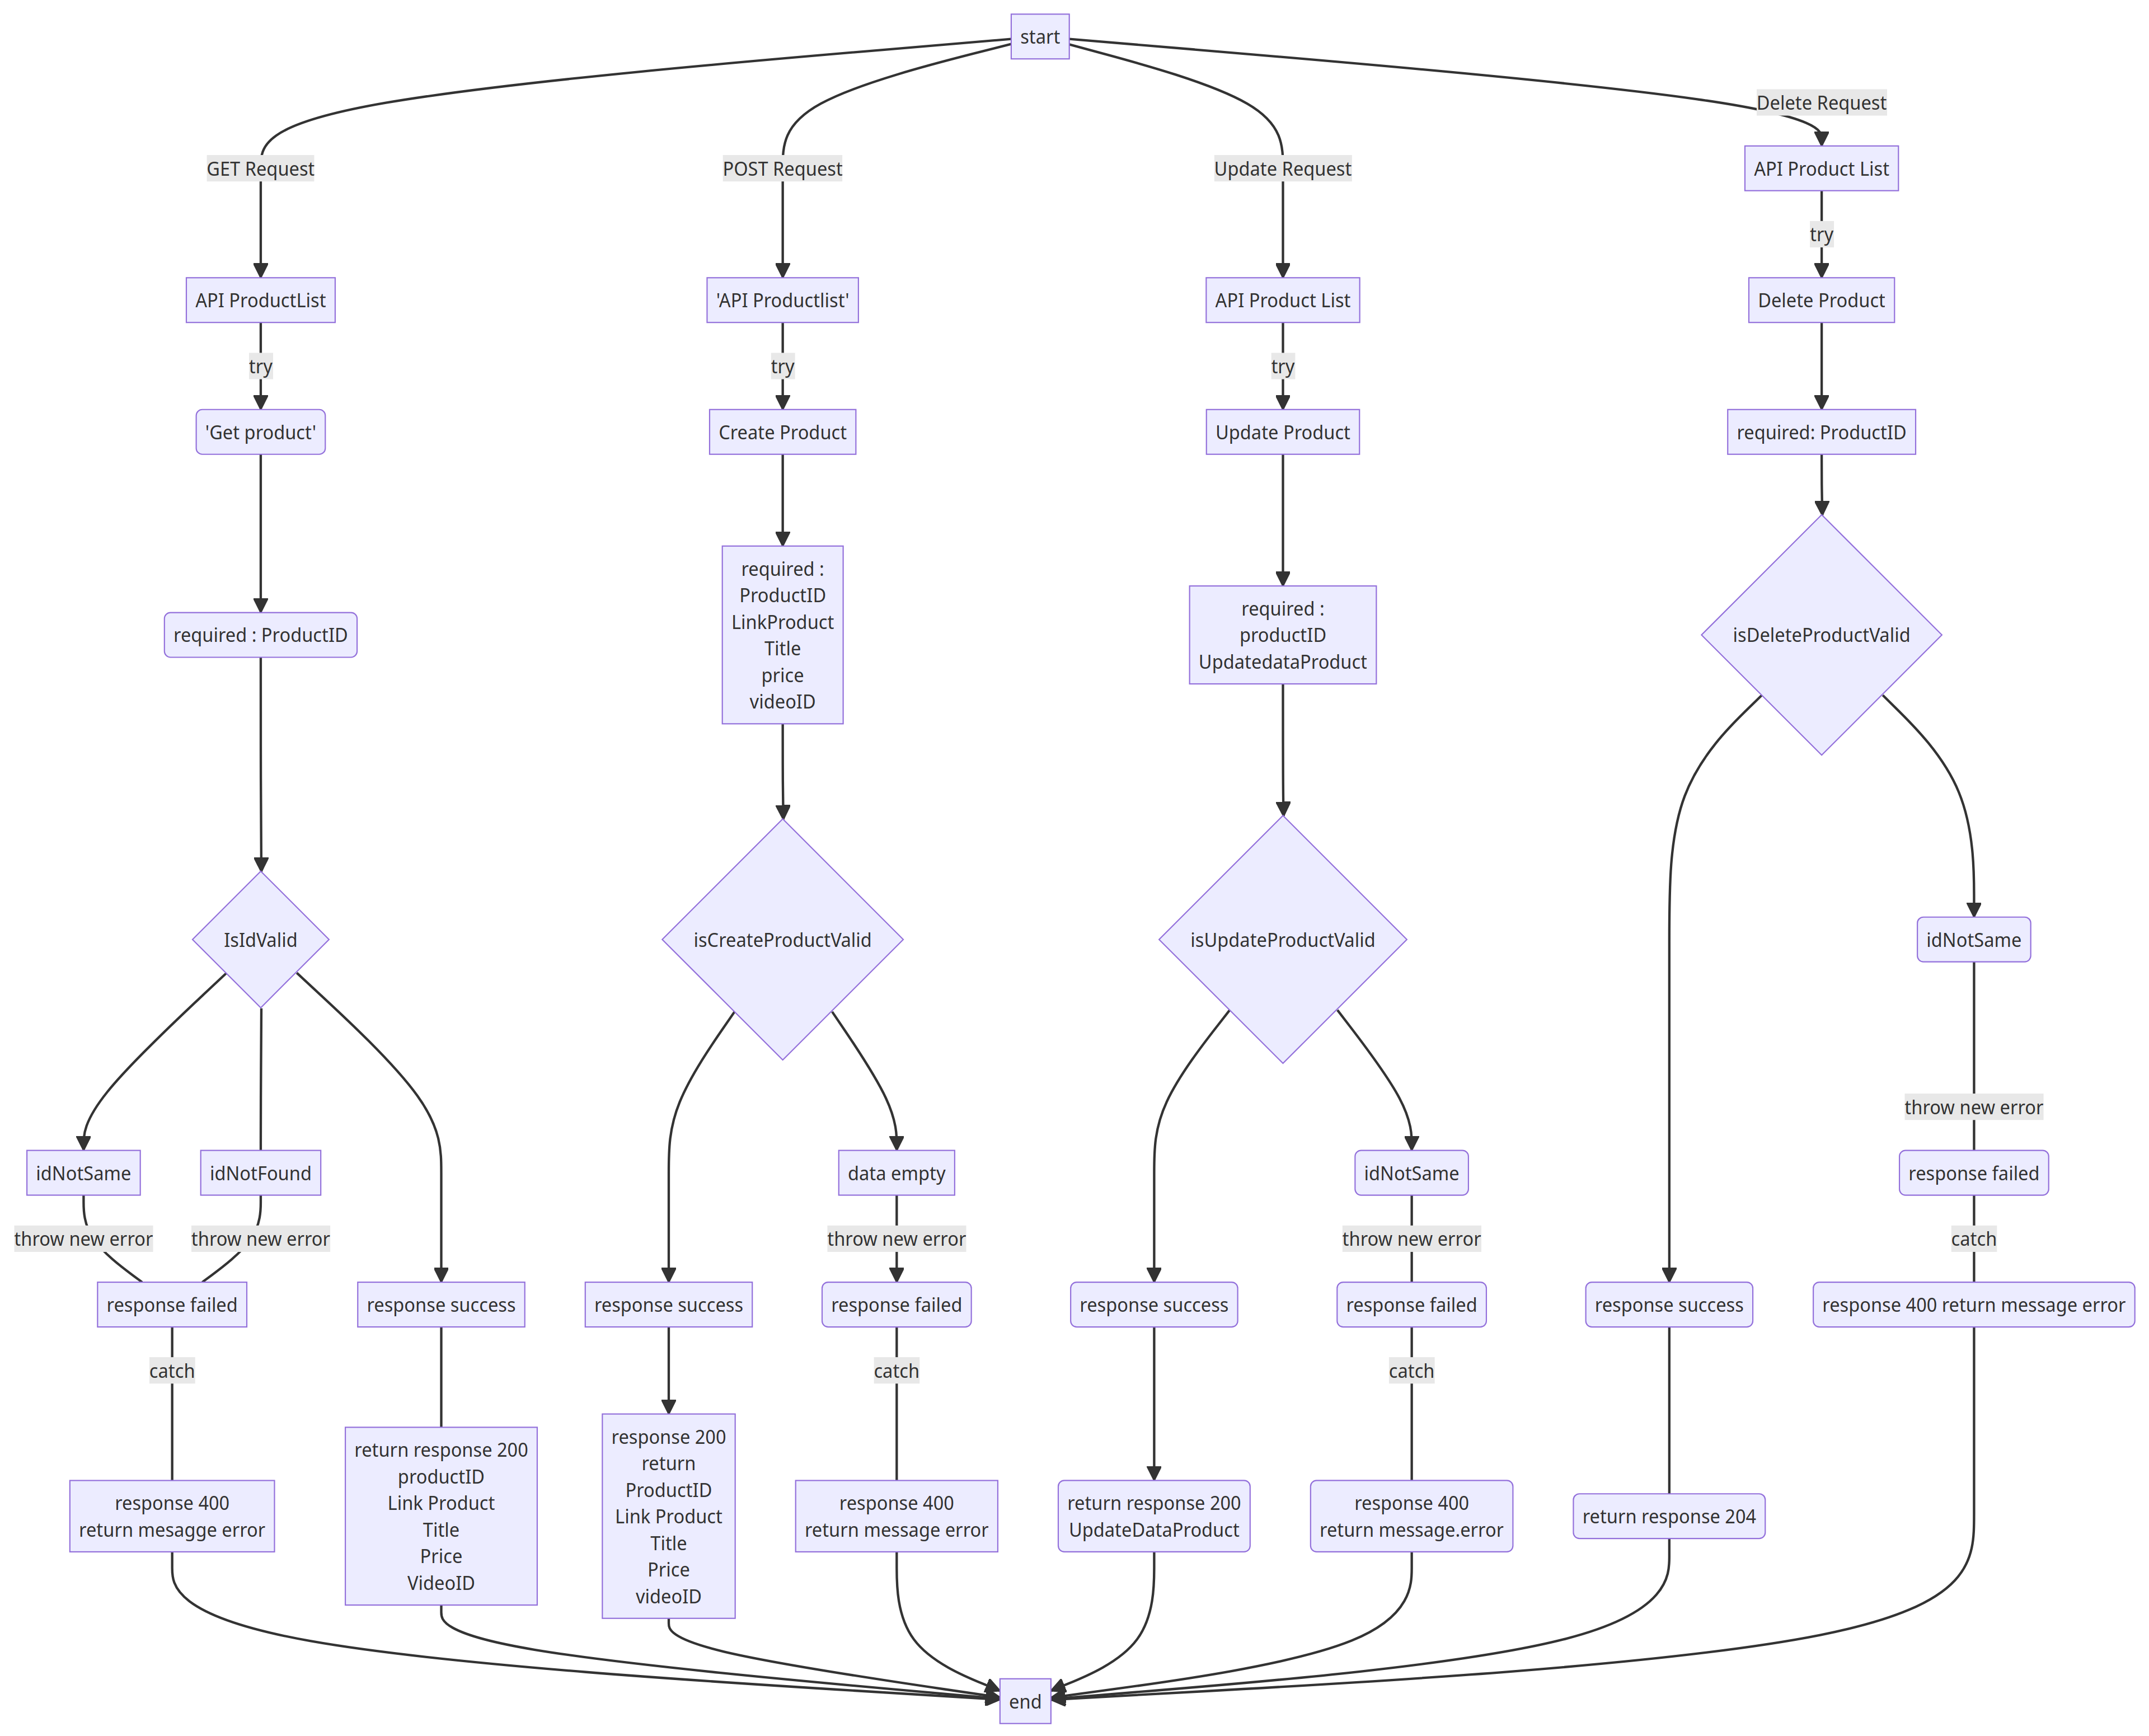 start
Delete Request
GET Request
POST Request
Update Request
API Product List
try
API ProductList
'API Productlist'
API Product List
Delete Product
try
try
try
'Get product'
Create Product
Update Product
required: ProductID
required :
ProductID
LinkProduct
Title
price
videoID
required :
productID
UpdatedataProduct
required : ProductID
isDeleteProductValid
IsIdValid
isCreateProductValid
isUpdateProductValid
idNotSame
throw new error
idNotSame
idNotFound
data empty
idNotSame
response failed
throw new error
throw new error
throw new error
throw new error
catch
response failed
response success
response success
response failed
response success
response failed
response success
response 400 return message error
catch
catch
catch
response 400
return mesagge error
return response 200
productID
Link Product
Title
Price
VideoID
response 200
return
ProductID
Link Product
Title
Price
videoID
response 400
return message error
return response 200
UpdateDataProduct
response 400
return message.error
return response 204
end